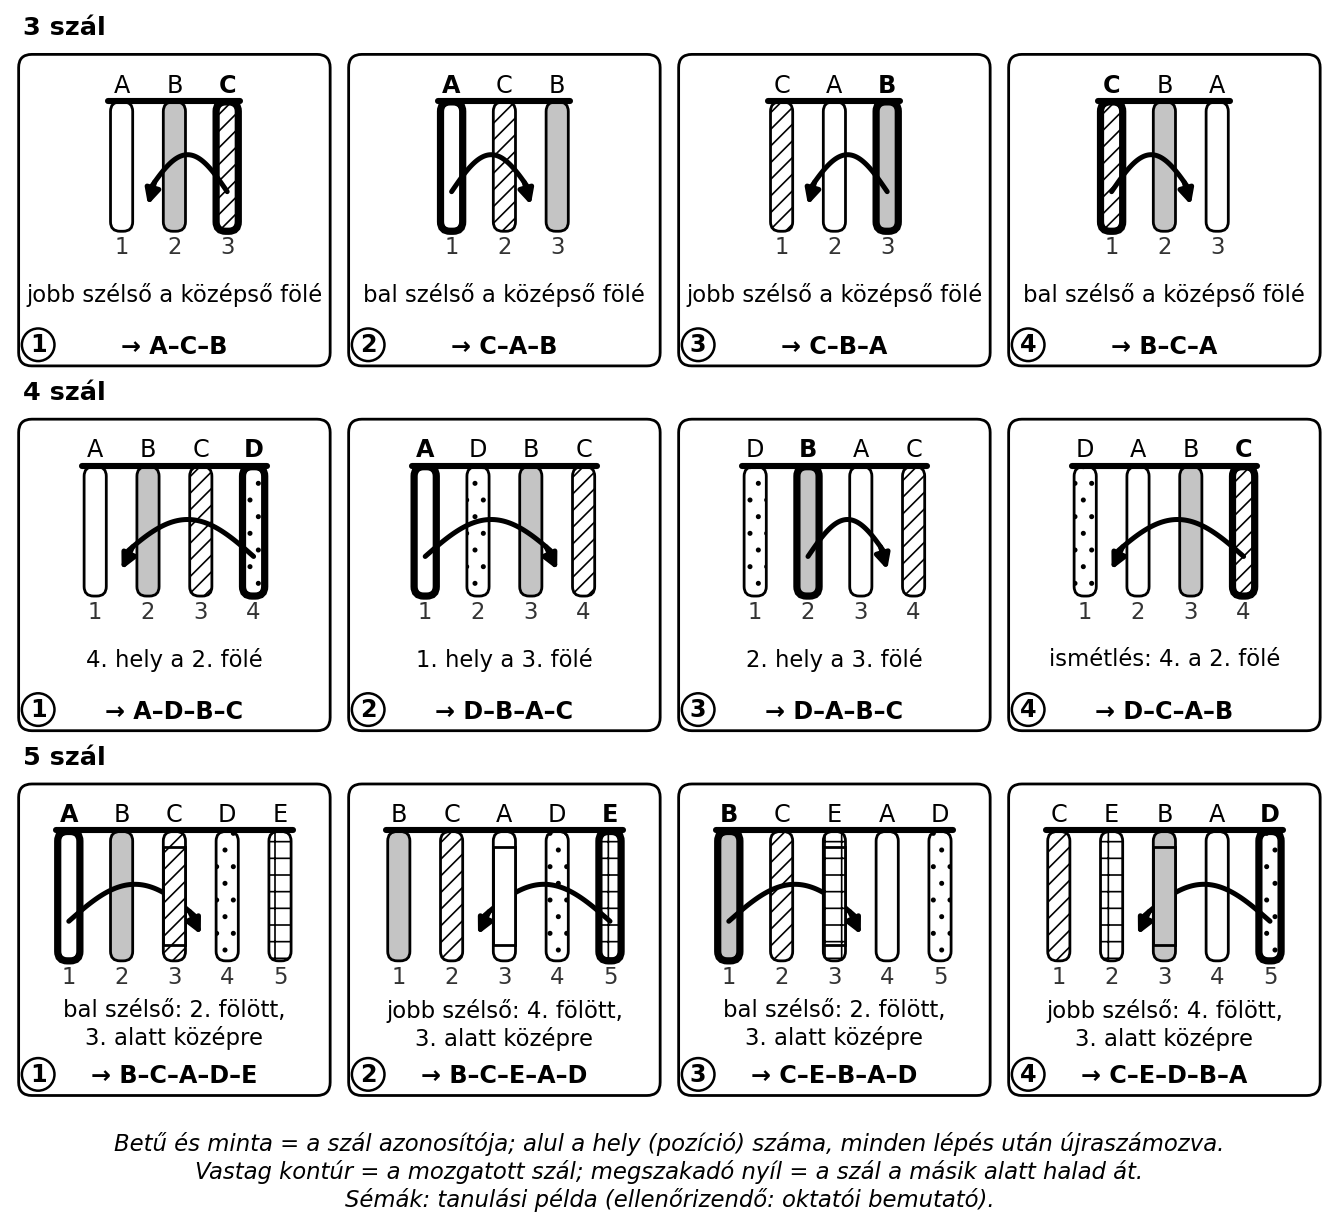 3 szál
A B C
1 2 3
jobb szélső a középső fölé
1 → A–C–B
A C B
1 2 3
bal szélső a középső fölé
2 → C–A–B
C A B
1 2 3
jobb szélső a középső fölé
3 → C–B–A
C B A
1 2 3
bal szélső a középső fölé
4 → B–C–A
4 szál
A B C D
1 2 3 4
4. hely a 2. fölé
1 → A–D–B–C
A D B C
1 2 3 4
1. hely a 3. fölé
2 → D–B–A–C
D B A C
1 2 3 4
2. hely a 3. fölé
3 → D–A–B–C
D A B C
1 2 3 4
ismétlés: 4. a 2. fölé
4 → D–C–A–B
5 szál
A B C D E
1 2 3 4 5
bal szélső: 2. fölött,
3. alatt középre
1 → B–C–A–D–E
B C A D E
1 2 3 4 5
jobb szélső: 4. fölött,
3. alatt középre
2 → B–C–E–A–D
B C E A D
1 2 3 4 5
bal szélső: 2. fölött,
3. alatt középre
3 → C–E–B–A–D
C E B A D
1 2 3 4 5
jobb szélső: 4. fölött,
3. alatt középre
4 → C–E–D–B–A
Betű és minta = a szál azonosítója; alul a hely (pozíció) száma, minden lépés után újraszámozva.
Vastag kontúr = a mozgatott szál; megszakadó nyíl = a szál a másik alatt halad át.
Sémák: tanulási példa (ellenőrizendő: oktatói bemutató).